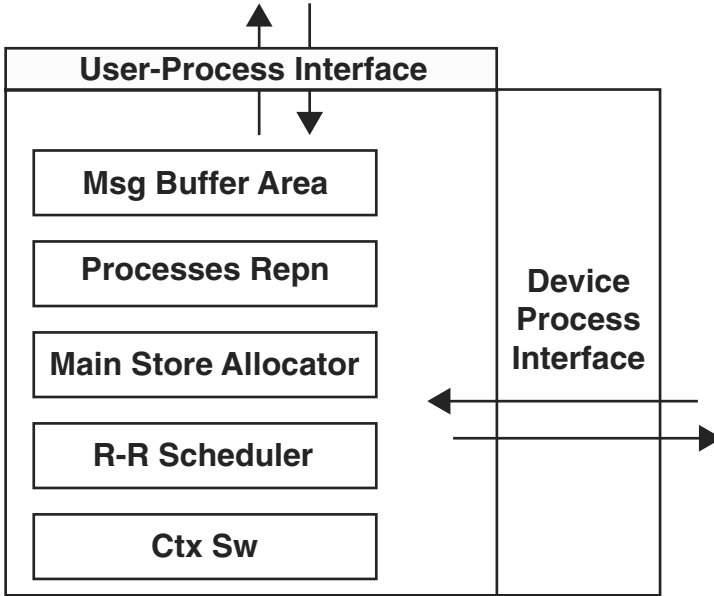 User-Process Interface
Msg Buffer Area
Processes Repn
Main Store Allocator
R-R Scheduler
Ctx Sw
Device
Process
Interface